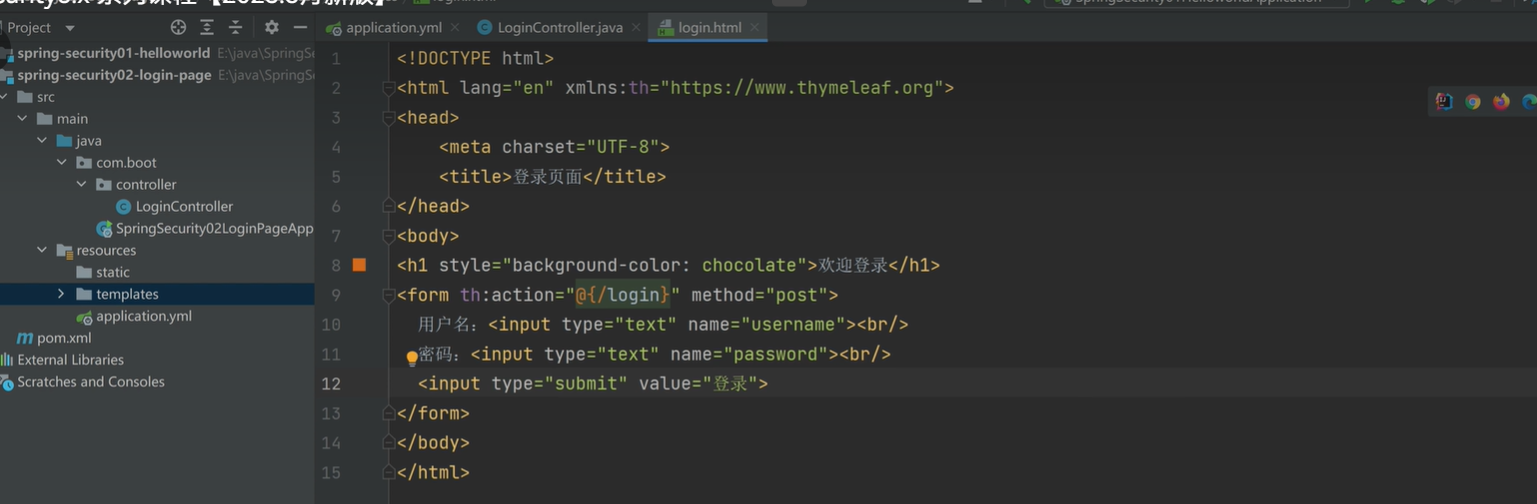 Project
application.yml
LoginController.java
login.html
spring-security01-helloworld E:\java\SpringSe
spring-security02-login-page E:\java\SpringSe
src
main
java
com.boot
controller
LoginController
SpringSecurity02LoginPageApp
resources
static
templates
application.yml
pom.xml
External Libraries
Scratches and Consoles
1 <!DOCTYPE html>
2 <html lang="en" xmlns:th="https://www.thymeleaf.org">
3 <head>
4 <meta charset="UTF-8">
5 <title>登录页面</title>
6 </head>
7 <body>
8 <h1 style="background-color: chocolate">欢迎登录</h1>
9 <form th:action="@{/login}" method="post">
10 用户名：<input type="text" name="username"><br/>
11 密码：<input type="text" name="password"><br/>
12 <input type="submit" value="登录">
13 </form>
14 </body>
15 </html>